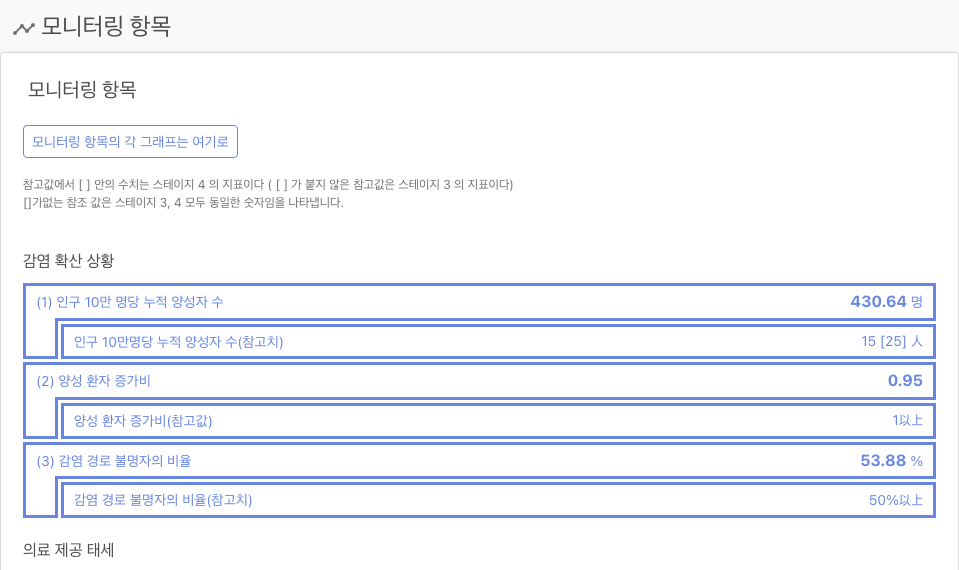 모니터링 항목
모니터링 항목
모니터링 항목의 각 그래프는 여기로
참고값에서 [ ] 안의 수치는 스테이지 4 의 지표이다 ( [ ] 가 붙지 않은 참고값은 스테이지 3 의 지표이다)
[]가없는 참조 값은 스테이지 3, 4 모두 동일한 숫자임을 나타냅니다.
감염 확산 상황
(1) 인구 10만 명당 누적 양성자 수 430.64 명
인구 10만명당 누적 양성자 수(참고치) 15 [25] 人
(2) 양성 환자 증가비 0.95
양성 환자 증가비(참고값) 1以上
(3) 감염 경로 불명자의 비율 53.88 %
감염 경로 불명자의 비율(참고치) 50%以上
의료 제공 태세